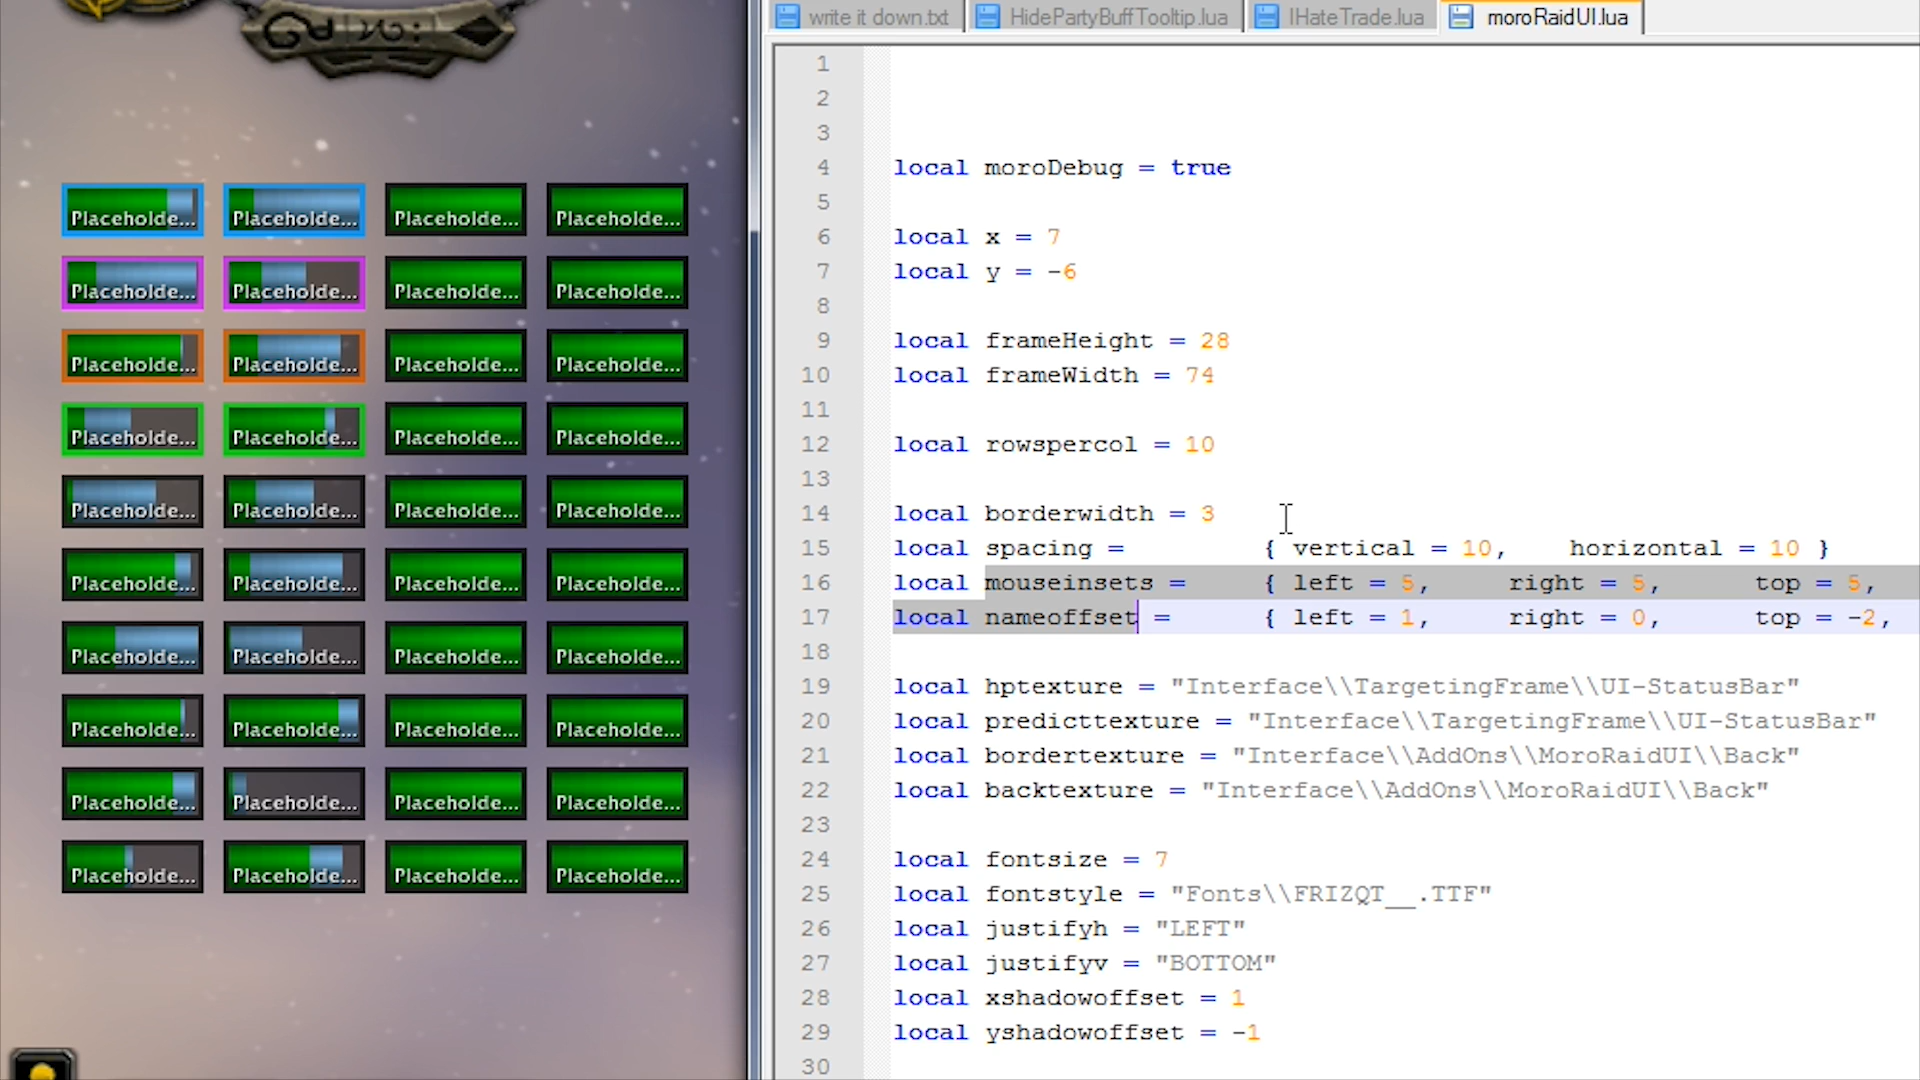 write it down.txt HidePartyBuffTooltip.lua IHateTrade.lua moroRaidUI.lua
Placeholde... Placeholde... Placeholde... Placeholde...
Placeholde... Placeholde... Placeholde... Placeholde...
Placeholde... Placeholde... Placeholde... Placeholde...
Placeholde... Placeholde... Placeholde... Placeholde...
Placeholde... Placeholde... Placeholde... Placeholde...
Placeholde... Placeholde... Placeholde... Placeholde...
Placeholde... Placeholde... Placeholde... Placeholde...
Placeholde... Placeholde... Placeholde... Placeholde...
Placeholde... Placeholde... Placeholde... Placeholde...
Placeholde... Placeholde... Placeholde... Placeholde...
1
2
3
4 local moroDebug = true
5
6 local x = 7
7 local y = -6
8
9 local frameHeight = 28
10 local frameWidth = 74
11
12 local rowspercol = 10
13
14 local borderwidth = 3
15 local spacing = { vertical = 10, horizontal = 10 }
16 local mouseinsets = { left = 5, right = 5, top = 5,
17 local nameoffset = { left = 1, right = 0, top = -2,
18
19 local hptexture = "Interface\\TargetingFrame\\UI-StatusBar"
20 local predicttexture = "Interface\\TargetingFrame\\UI-StatusBar"
21 local bordertexture = "Interface\\AddOns\\MoroRaidUI\\Back"
22 local backtexture = "Interface\\AddOns\\MoroRaidUI\\Back"
23
24 local fontsize = 7
25 local fontstyle = "Fonts\\FRIZQT__.TTF"
26 local justifyh = "LEFT"
27 local justifyv = "BOTTOM"
28 local xshadowoffset = 1
29 local yshadowoffset = -1
30